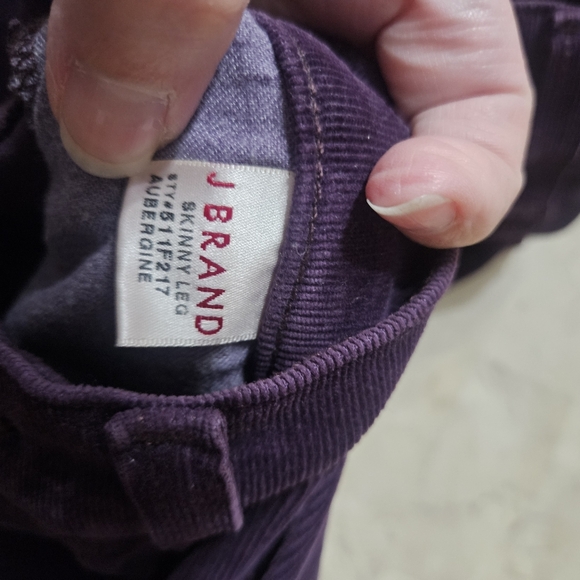 J BRAND
SKINNY LEG
STY#511F217
AUBERGINE